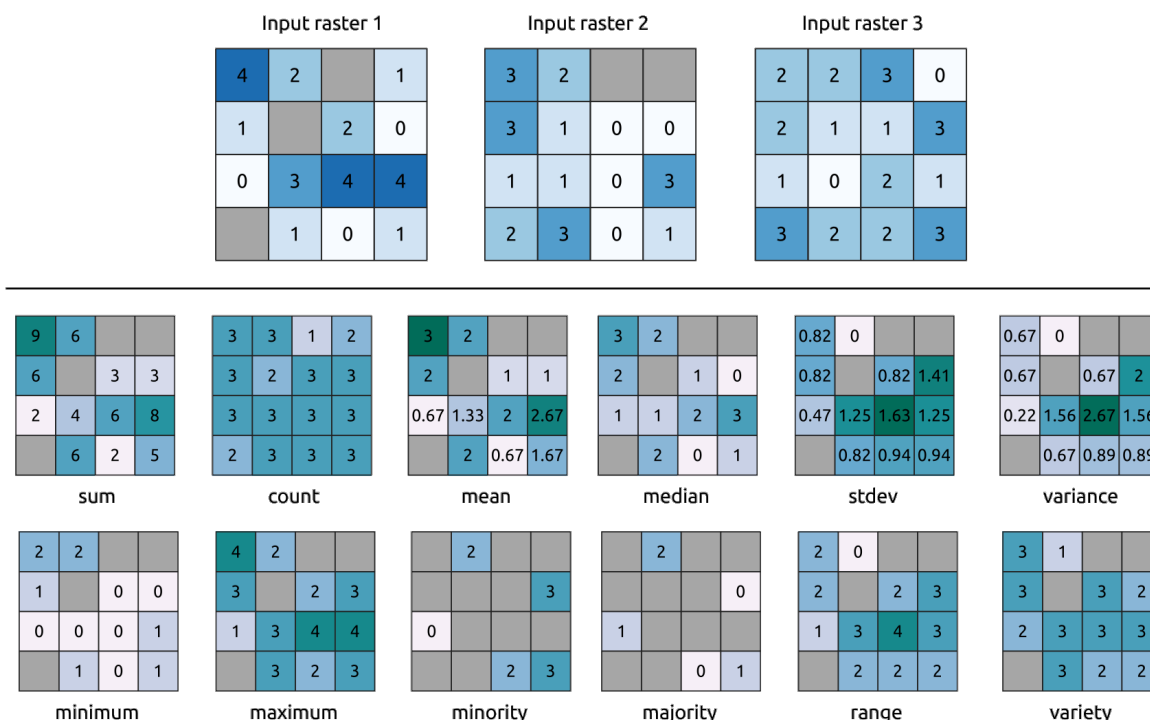 Input raster 1 Input raster 2 Input raster 3
4 2 1 3 2 2 2 3 0
1 2 0 3 1 0 0 2 1 1 3
0 3 4 4 1 1 0 3 1 0 2 1
1 0 1 2 3 0 1 3 2 2 3
9 6 3 3 1 2 3 2 3 2 0.82 0 0.67 0
6 3 3 3 2 3 3 2 1 1 2 1 0 0.82 0.82 1.41 0.67 0.67 2
2 4 6 8 3 3 3 3 0.67 1.33 2 2.67 1 1 2 3 0.47 1.25 1.63 1.25 0.22 1.56 2.67 1.56
6 2 5 2 3 3 3 2 0.67 1.67 2 0 1 0.82 0.94 0.94 0.67 0.89 0.89
sum count mean median stdev variance
2 2 4 2 2 2 2 0 3 1
1 0 0 3 2 3 3 0 2 2 3 3 3 2
0 0 0 1 1 3 4 4 0 1 1 3 4 3 2 3 3 3
1 0 1 3 2 3 2 3 0 1 2 2 2 3 2 2
minimum maximum minority majority range variety